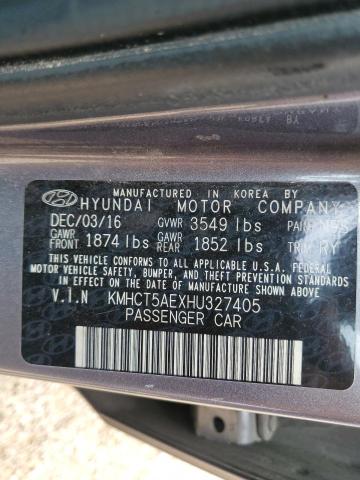 MANUFACTURED IN KOREA BY
HYUNDAI MOTOR COMPANY
DEC/03/16 GVWR 3549 lbs PAINT
GAWR FRONT 1874 lbs GAWR REAR 1852 lbs TRIM RYN
THIS VEHICLE CONFORMS TO ALL APPLICABLE U.S.A. FEDERAL
MOTOR VEHICLE SAFETY, BUMPER, AND THEFT PREVENTION STANDARDS
IN EFFECT ON THE DATE OF MANUFACTURE SHOWN ABOVE.
V.I.N KMHCT5AEXHU327405
PASSENGER CAR